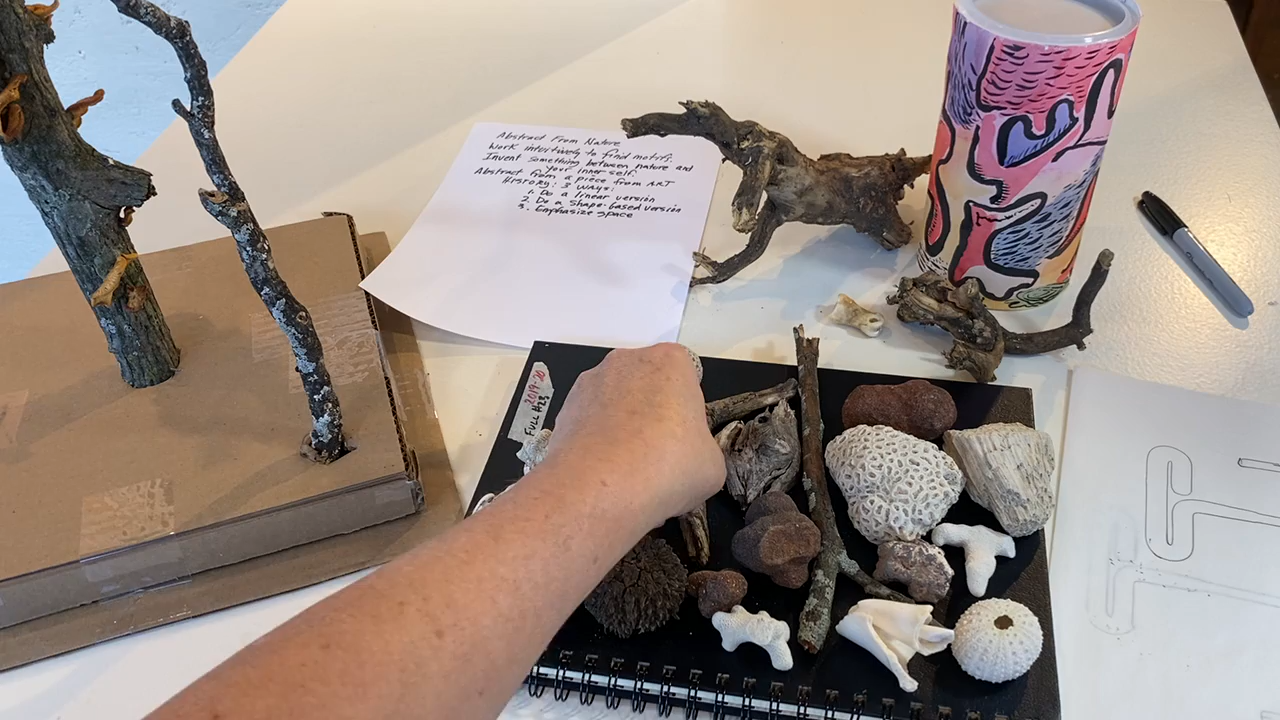 Abstract From Nature
Work intuitively to find motifs.
Invent something between nature and
your inner self.
Abstract from a piece from ART
History: 3 ways:
1. Do a linear version
2. Do a Shape-based version
3. Emphasize space
2019-20
FULL H23